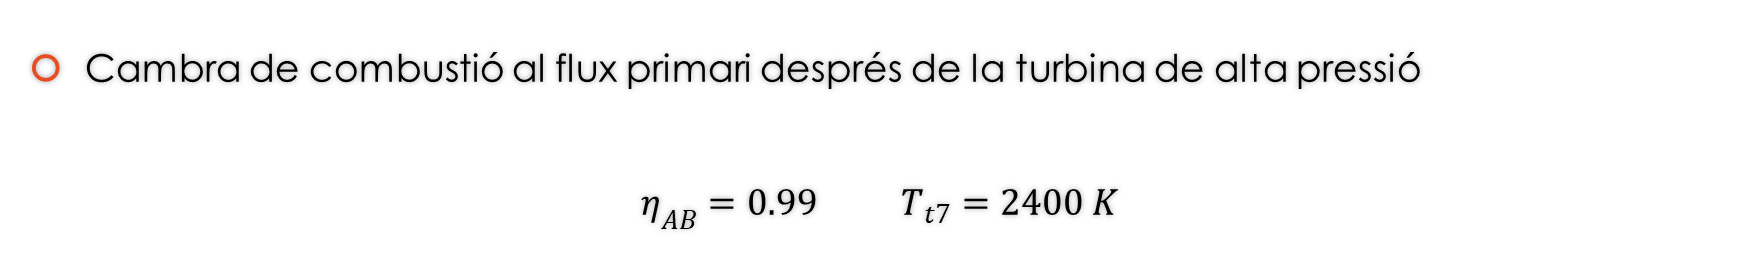 Cambra de combustió al flux primari després de la turbina de alta pressió
η_AB = 0.99 T_t7 = 2400 K